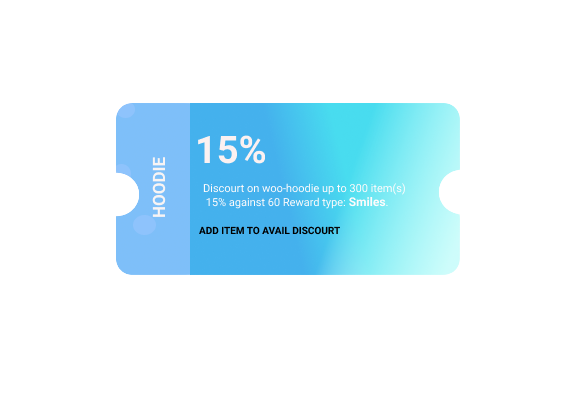 HOODIE
15%
Discourt on woo-hoodie up to 300 item(s)
15% against 60 Reward type: Smiles.
ADD ITEM TO AVAIL DISCOURT